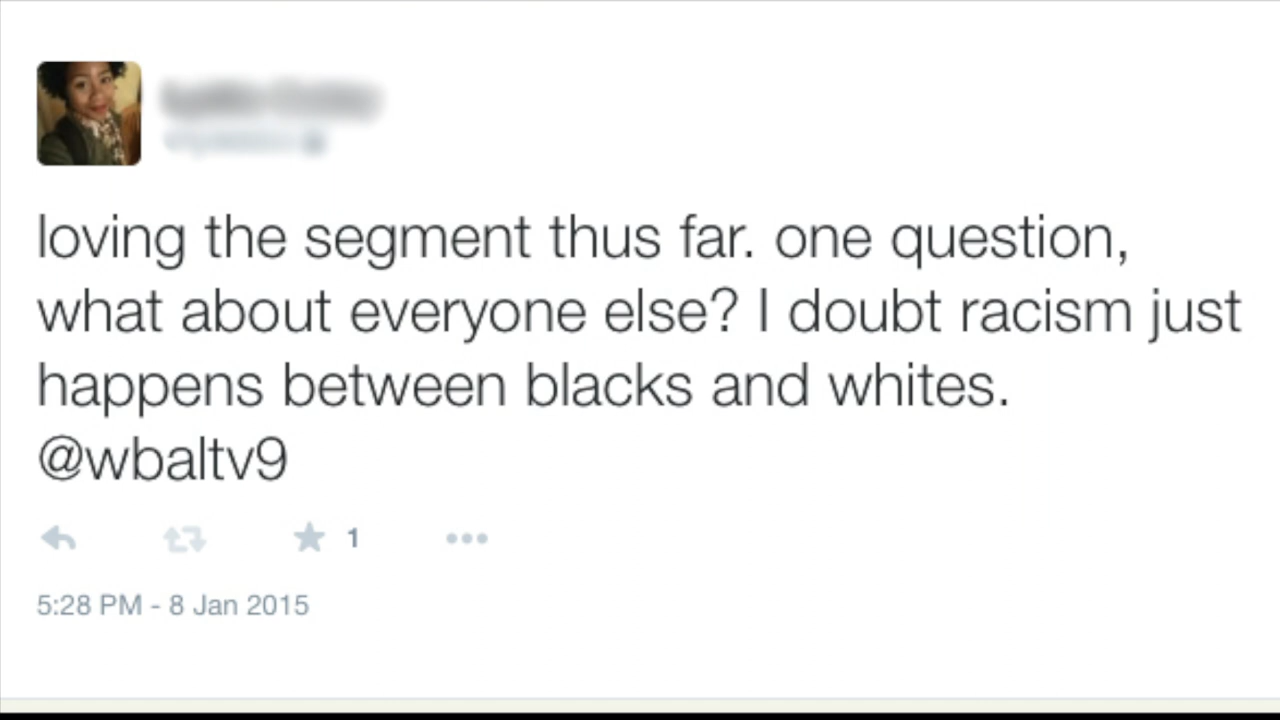 loving the segment thus far. one question,
what about everyone else? I doubt racism just
happens between blacks and whites.
@wbaltv9
1
5:28 PM - 8 Jan 2015